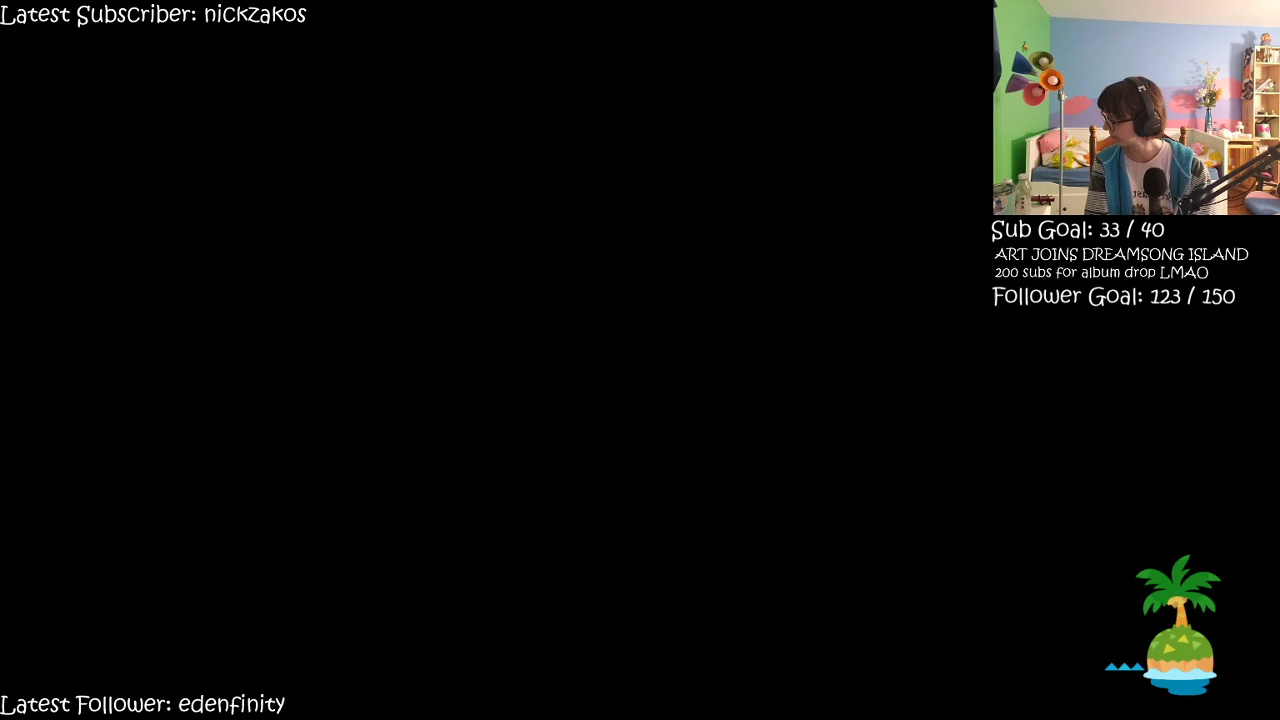 Latest Subscriber: nickzakos
Sub Goal: 33 / 40
ART JOINS DREAMSONG ISLAND
200 subs for album drop LMAO
Follower Goal: 123 / 150
Latest Follower: edenfinity